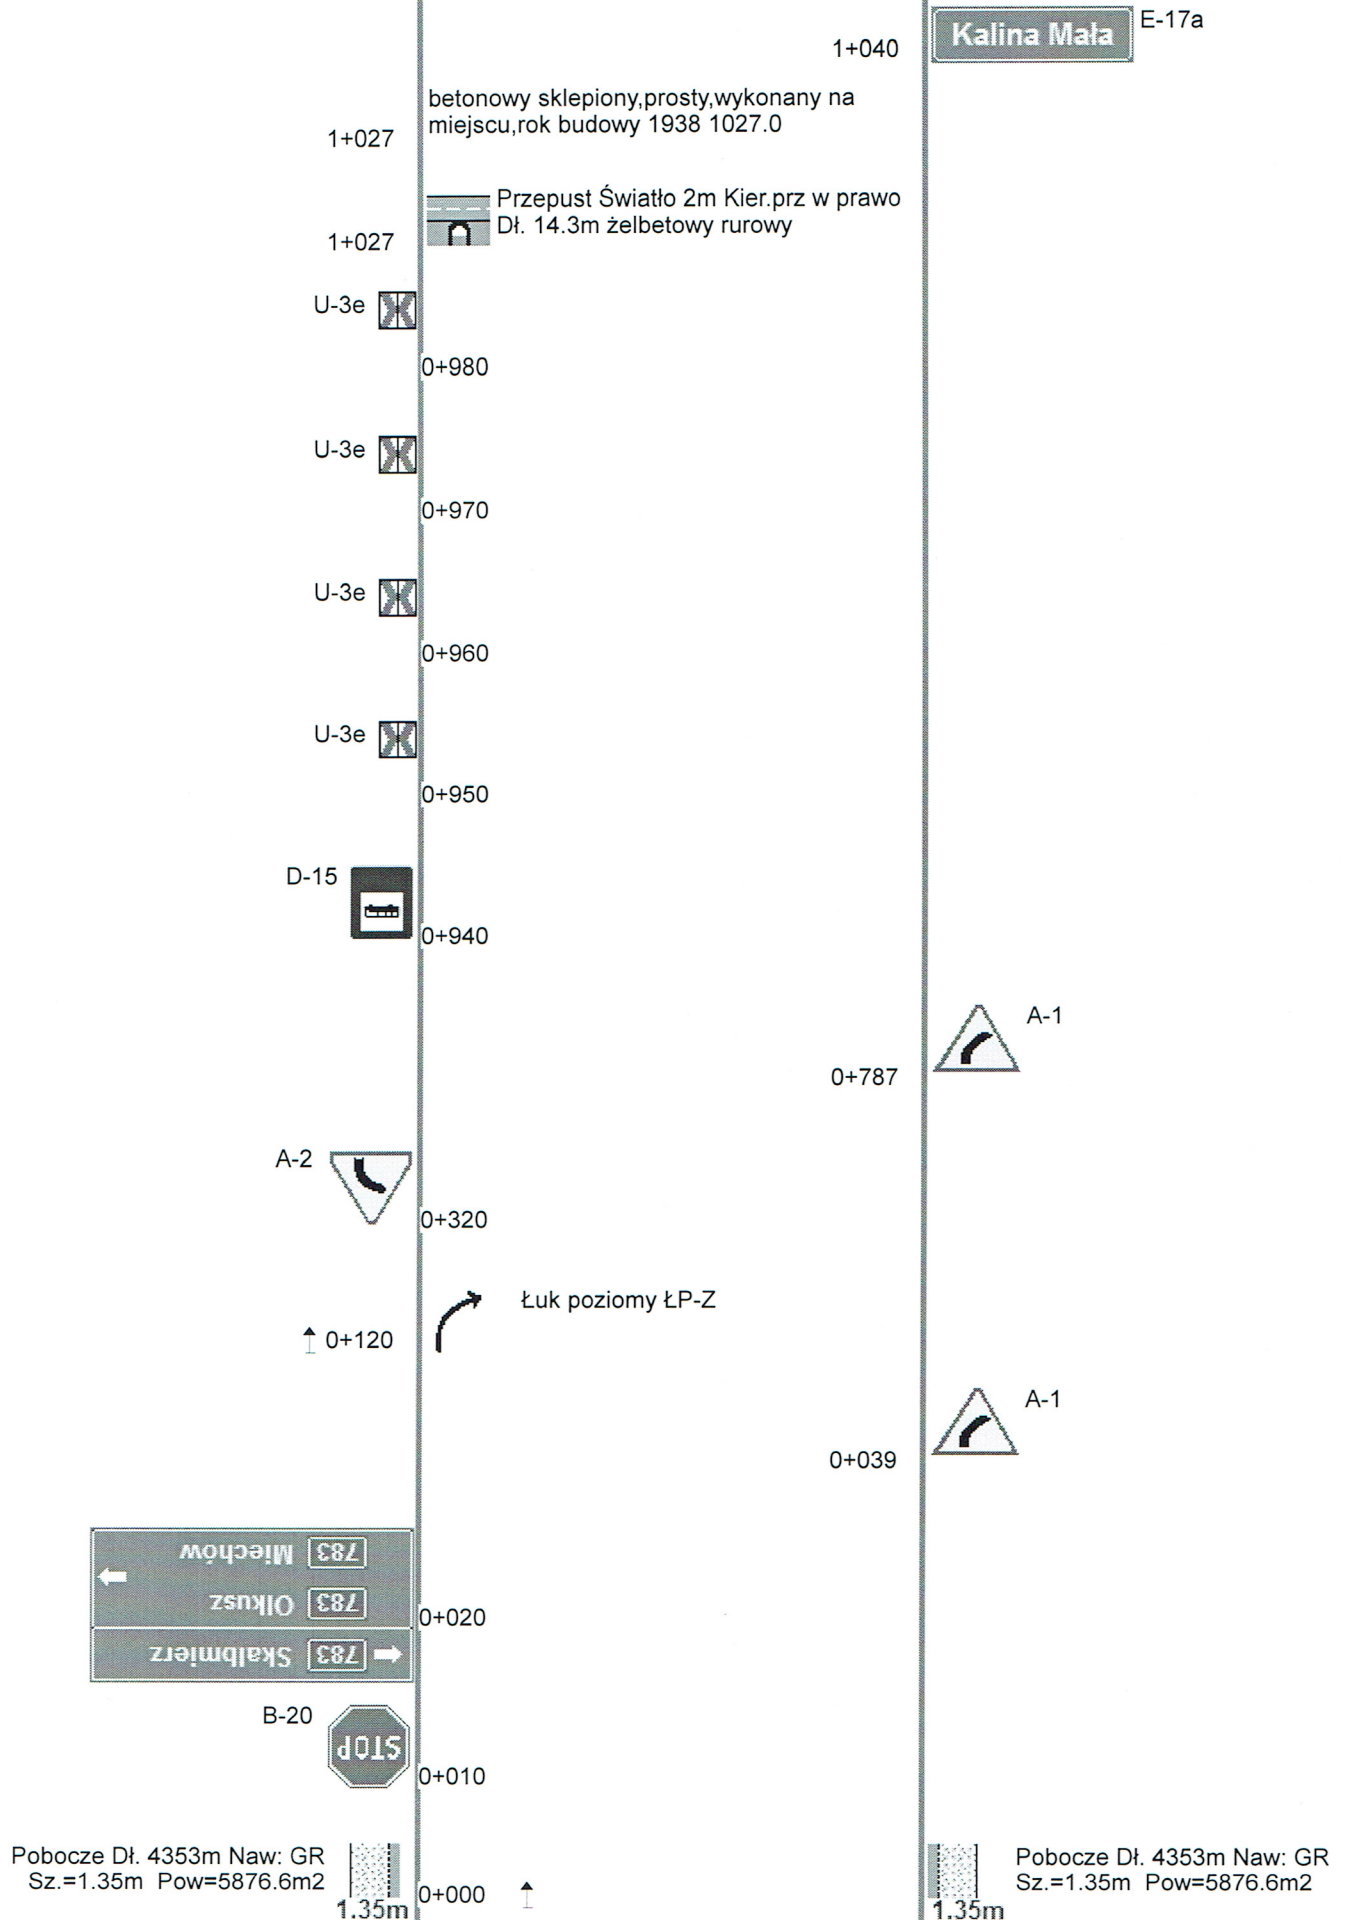 Kalina Mała
E-17a
1+040
betonowy sklepiony,prosty,wykonany na
miejscu,rok budowy 1938 1027.0
1+027
Przepust Światło 2m Kier.prz w prawo
Dł. 14.3m żelbetowy rurowy
1+027
U-3e
0+980
U-3e
0+970
U-3e
0+960
U-3e
0+950
D-15
0+940
A-1
0+787
A-2
0+320
Łuk poziomy ŁP-Z
0+120
A-1
0+039
Miechów 783
Olkusz 783
0+020
Skalbmierz 783
B-20
STOP
0+010
Pobocze Dł. 4353m Naw: GR
Sz.=1.35m Pow=5876.6m2
1.35m
0+000
Pobocze Dł. 4353m Naw: GR
Sz.=1.35m Pow=5876.6m2
1.35m